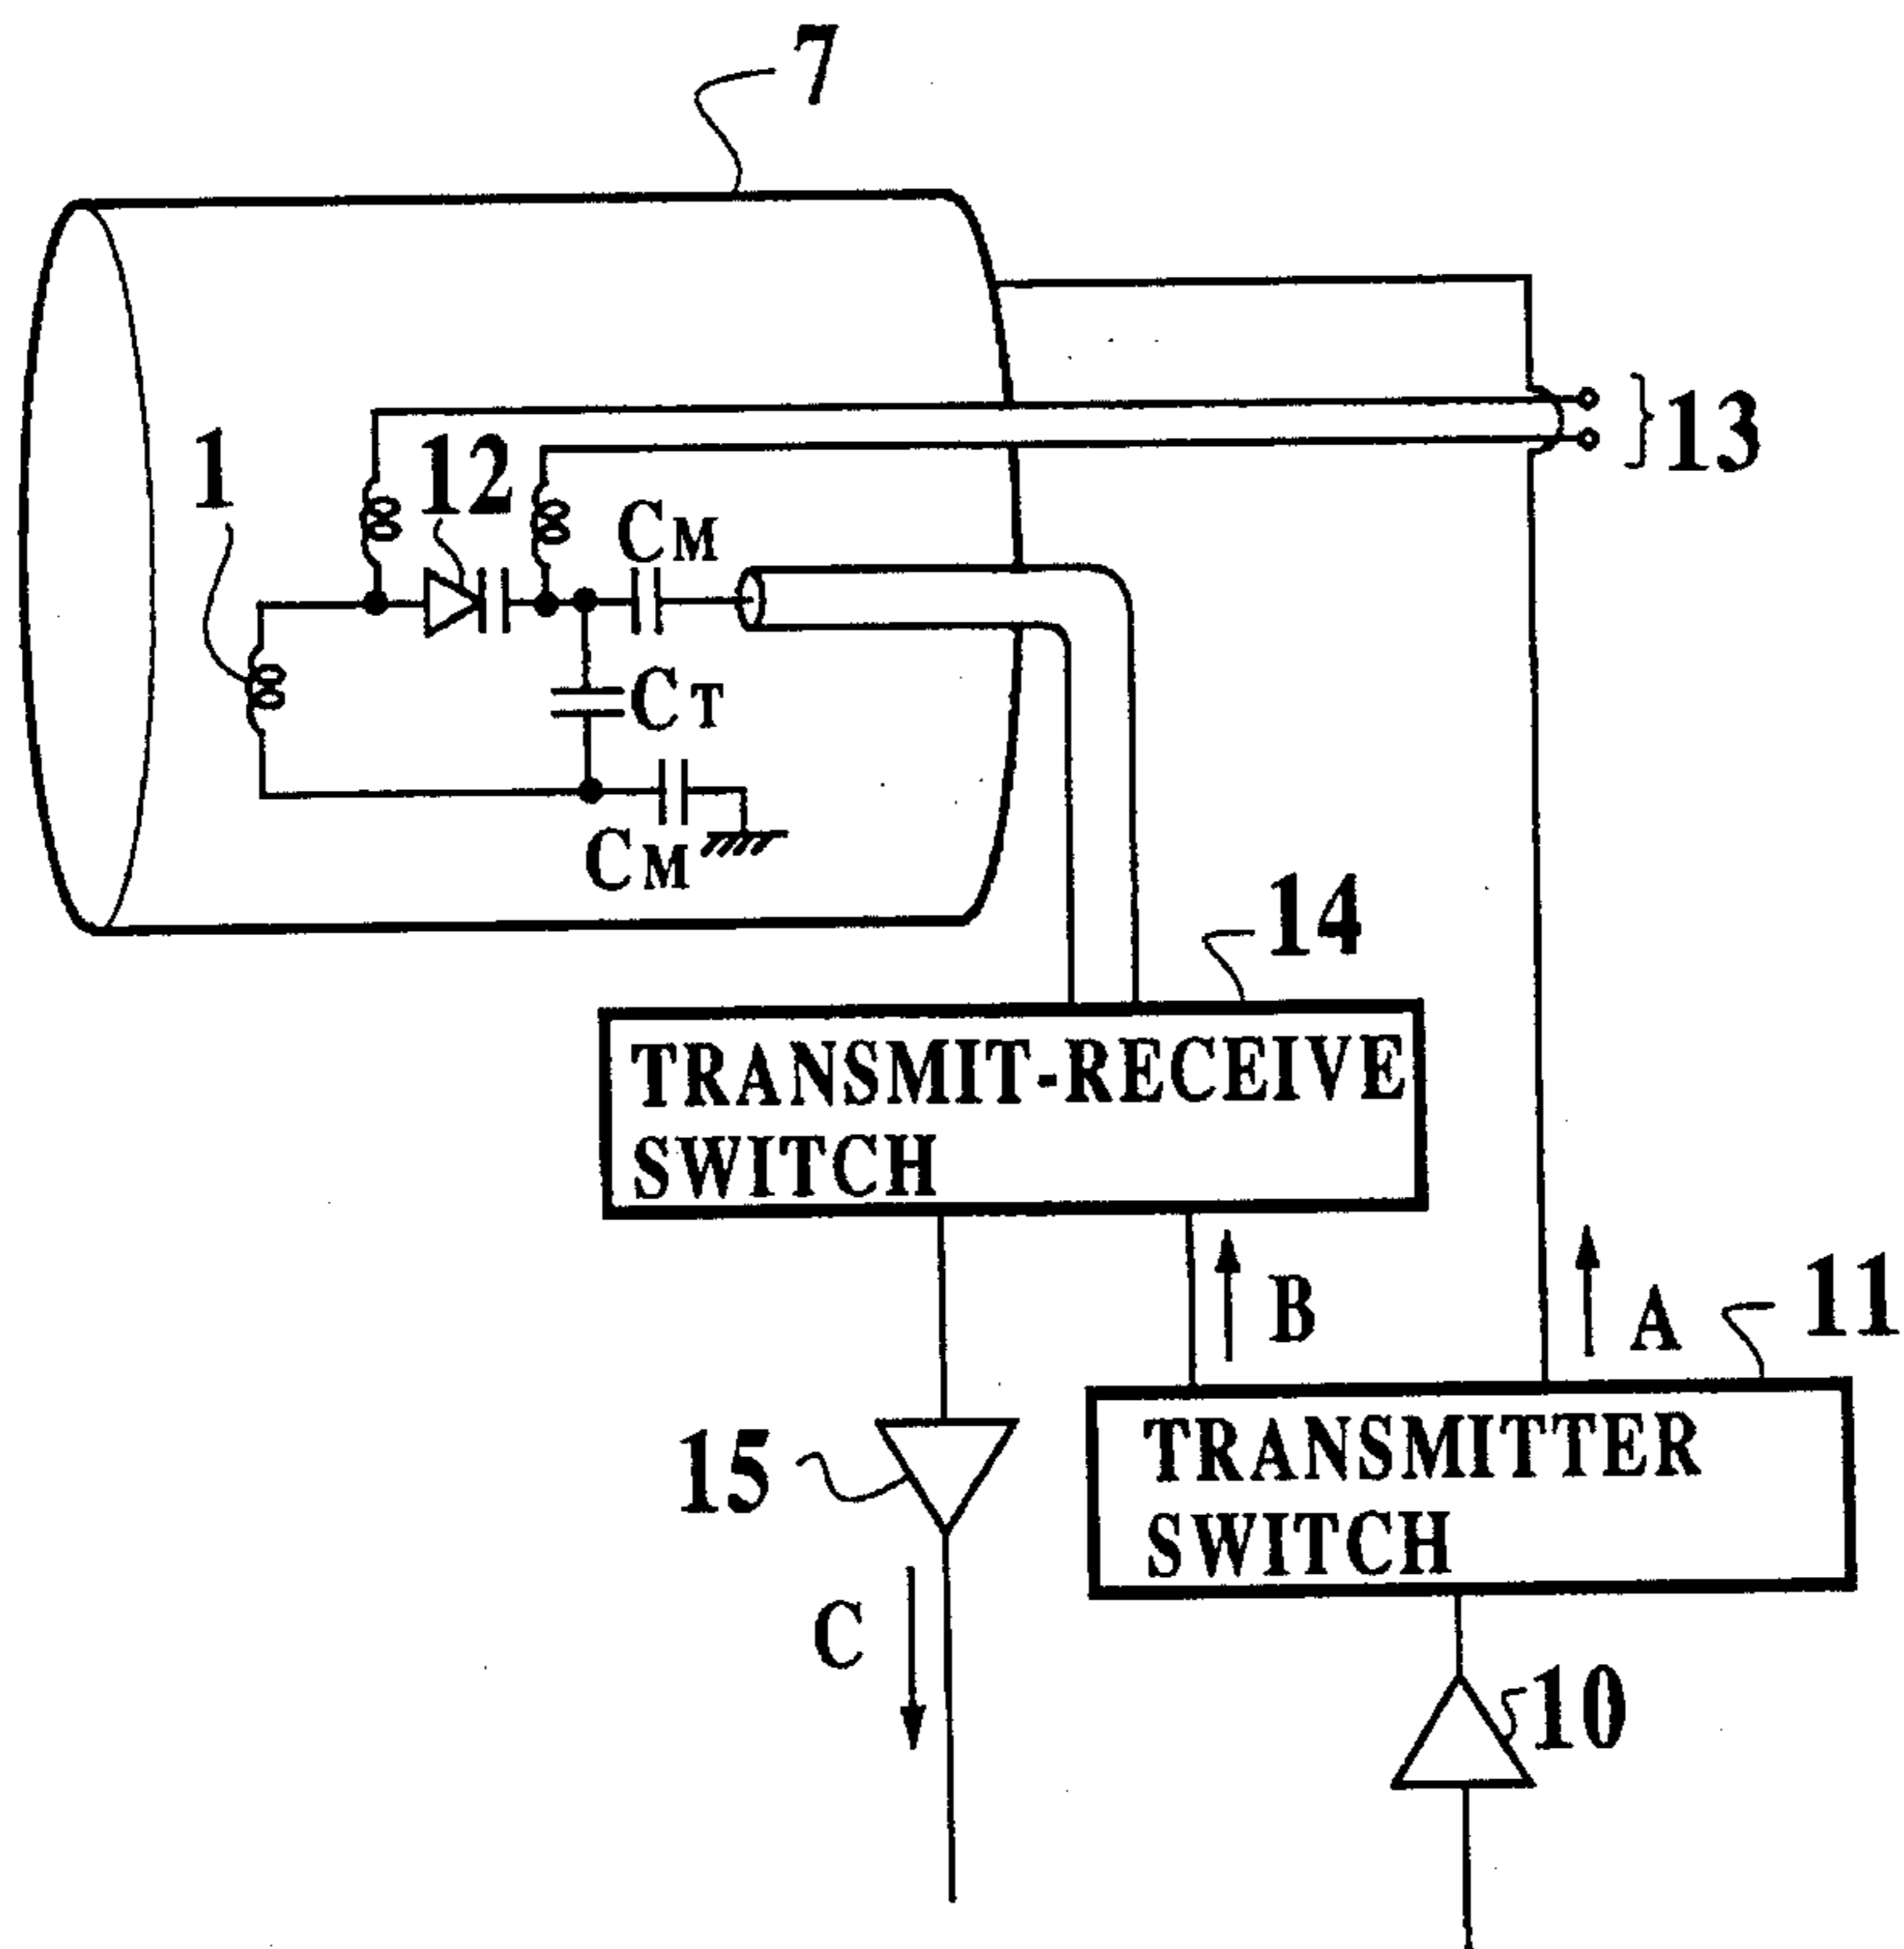 7
13
1
12
CM
CT
CM
14
TRANSMIT-RECEIVE
SWITCH
B
A
11
15
TRANSMITTER
SWITCH
C
10